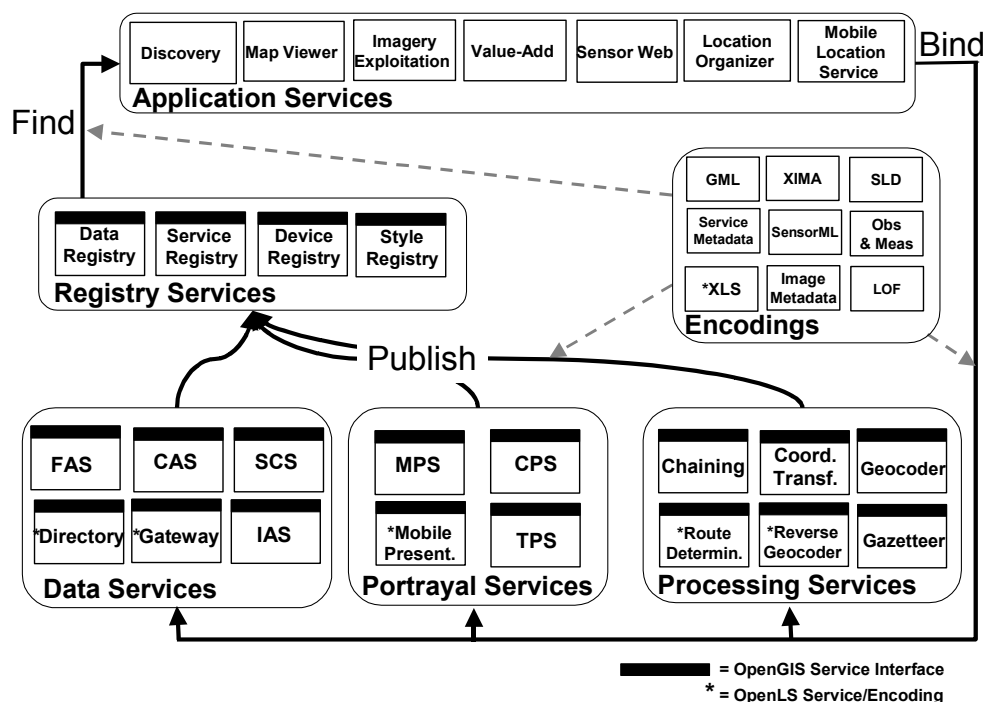 Discovery
Map Viewer
Imagery
Exploitation
Value-Add
Sensor Web
Location
Organizer
Mobile
Location
Service
Bind
Application Services
Find
GML
XIMA
SLD
Service
Metadata
SensorML
Obs
& Meas
*XLS
Image
Metadata
LOF
Encodings
Data
Registry
Service
Registry
Device
Registry
Style
Registry
Registry Services
Publish
FAS
CAS
SCS
*Directory
*Gateway
IAS
Data Services
MPS
CPS
*Mobile
Present.
TPS
Portrayal Services
Chaining
Coord.
Transf.
Geocoder
*Route
Determin.
*Reverse
Geocoder
Gazetteer
Processing Services
= OpenGIS Service Interface
* = OpenLS Service/Encoding